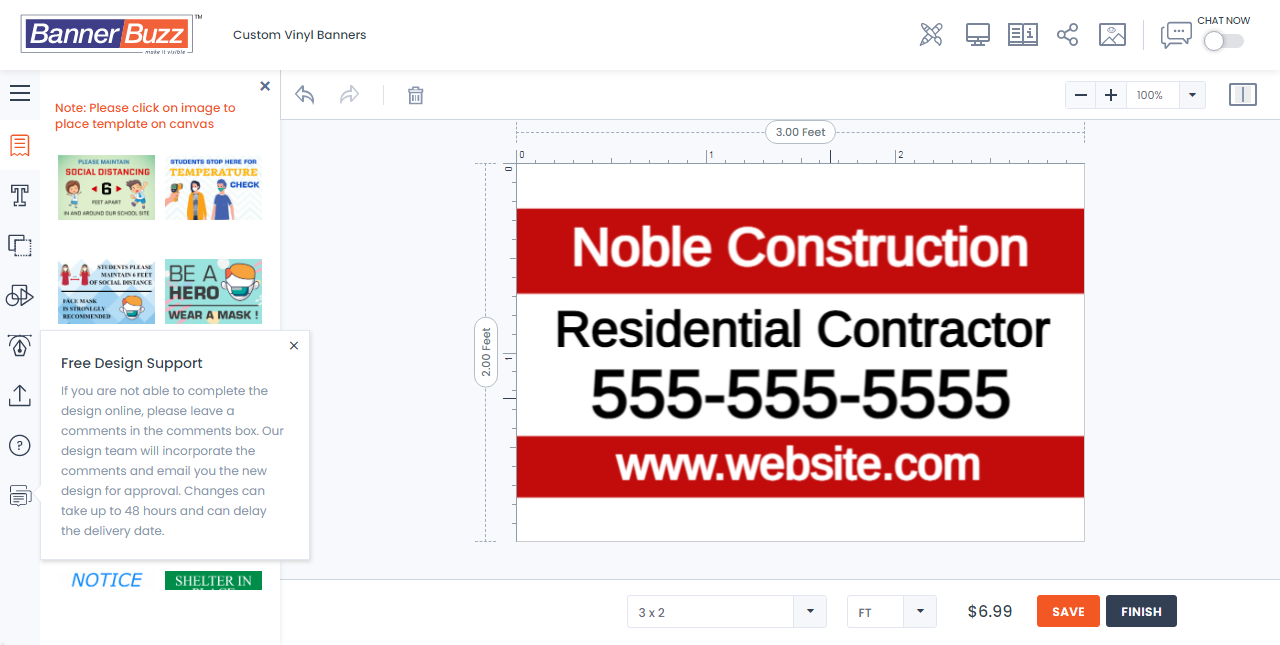 BannerBuzz
TM
make it visible
Custom Vinyl Banners
CHAT NOW
Note: Please click on image to
place template on canvas
100%
PLEASE MAINTAIN
SOCIAL DISTANCING
6
FEET APART
IN AND AROUND OUR SCHOOL SITE
STUDENTS STOP HERE FOR
TEMPERATURE
CHECK
STUDENTS PLEASE
MAINTAIN 6 FEET
OF SOCIAL DISTANCE
FACE MASK
IS STRONLGLY
RECOMMENDED
BE A
HERO
WEAR A MASK !
Free Design Support
If you are not able to complete the
design online, please leave a
comments in the comments box. Our
design team will incorporate the
comments and email you the new
design for approval. Changes can
take up to 48 hours and can delay
the delivery date.
NOTICE
SHELTER IN
PLACE
3.00 Feet
0 1 2
0
1
2.00 Feet
Noble Construction
Residential Contractor
555-555-5555
www.website.com
3 x 2
FT
$6.99
SAVE
FINISH